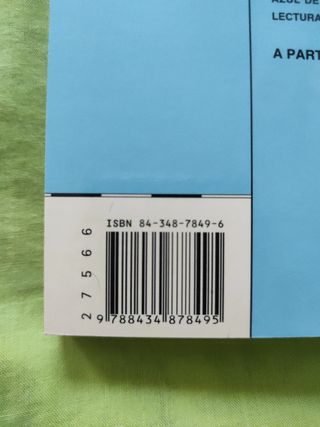 AZUL DE
LECTURA
A PART
ISBN 84-348-7849-6
27566
9 788434 878495